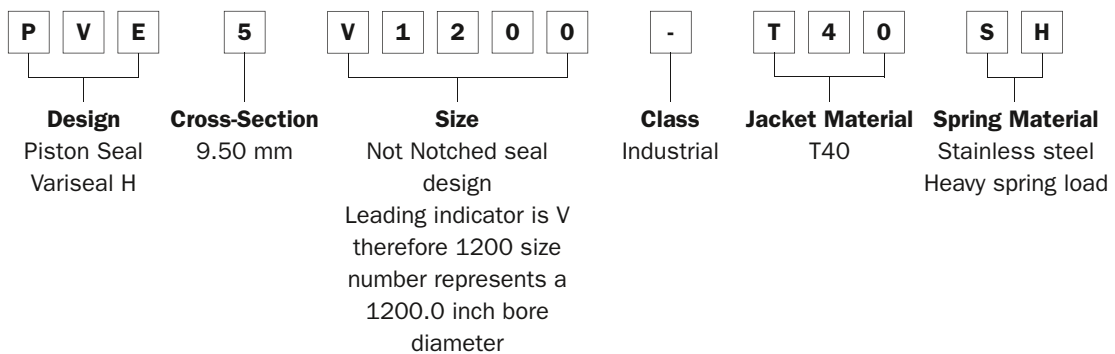 P V E 5 V 1 2 0 0 - T 4 0 S H
Design Cross-Section Size Class Jacket Material Spring Material
Piston Seal 9.50 mm Not Notched seal Industrial T40 Stainless steel
Variseal H design Heavy spring load
Leading indicator is V
therefore 1200 size
number represents a
1200.0 inch bore
diameter